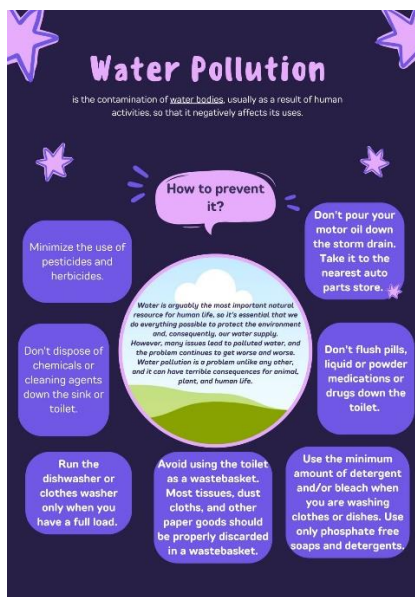 Water Pollution
is the contamination of water bodies, usually as a result of human
activities, so that it negatively affects its uses.
How to prevent
it?
Minimize the use of
pesticides and
herbicides.
Don't pour your
motor oil down
the storm drain.
Take it to the
nearest auto
parts store.
Water is arguably the most important natural
resource for human life, so it's essential that we
do everything possible to protect the environment
and, consequently, our water supply.
However, many issues lead to polluted water, and
the problem continues to get worse and worse.
Water pollution is a problem unlike any other,
and it can have terrible consequences for animal,
plant, and human life.
Don't dispose of
chemicals or
cleaning agents
down the sink or
toilet.
Don't flush pills,
liquid or powder
medications or
drugs down the
toilet.
Run the
dishwasher or
clothes washer
only when you
have a full load.
Avoid using the toilet
as a wastebasket.
Most tissues, dust
cloths, and other
paper goods should
be properly discarded
in a wastebasket.
Use the minimum
amount of detergent
and/or bleach when
you are washing
clothes or dishes. Use
only phosphate free
soaps and detergents.